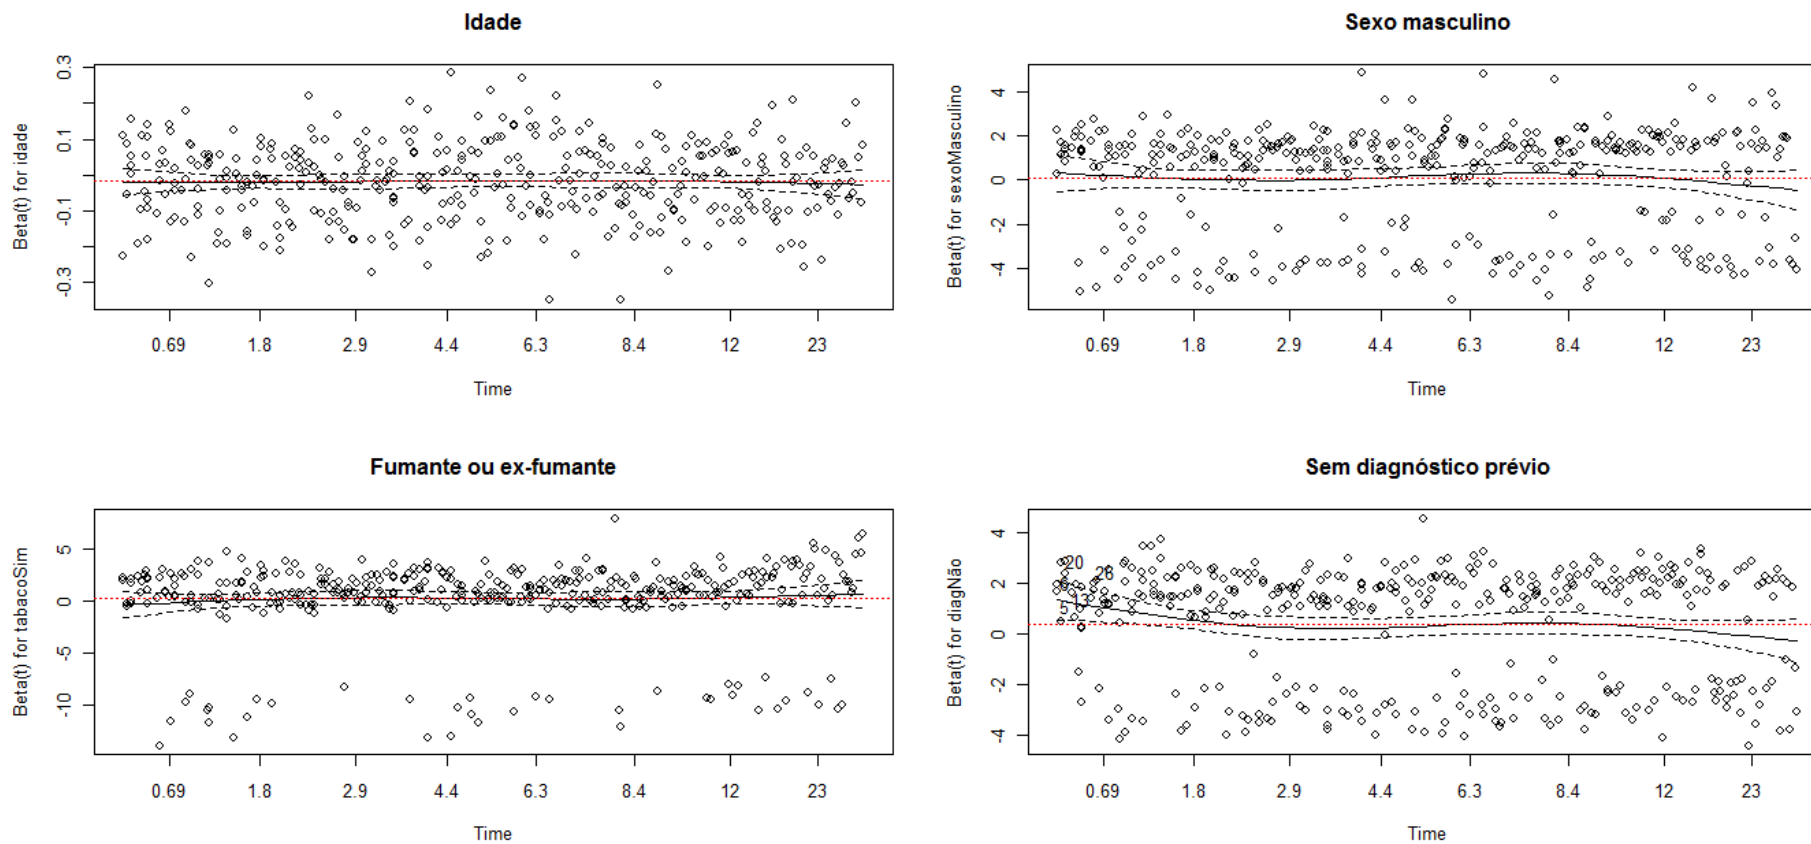 Idade
Beta(t) for idade
0.3
0.1
-0.1
-0.3
0.69 1.8 2.9 4.4 6.3 8.4 12 23
Time
Sexo masculino
Beta(t) for sexoMasculino
4
2
0
-2
-4
0.69 1.8 2.9 4.4 6.3 8.4 12 23
Time
Fumante ou ex-fumante
Beta(t) for tabacoSim
5
0
-5
-10
0.69 1.8 2.9 4.4 6.3 8.4 12 23
Time
Sem diagnóstico prévio
Beta(t) for diagNão
4
2
0
-2
-4
20
26
13
5
0.69 1.8 2.9 4.4 6.3 8.4 12 23
Time